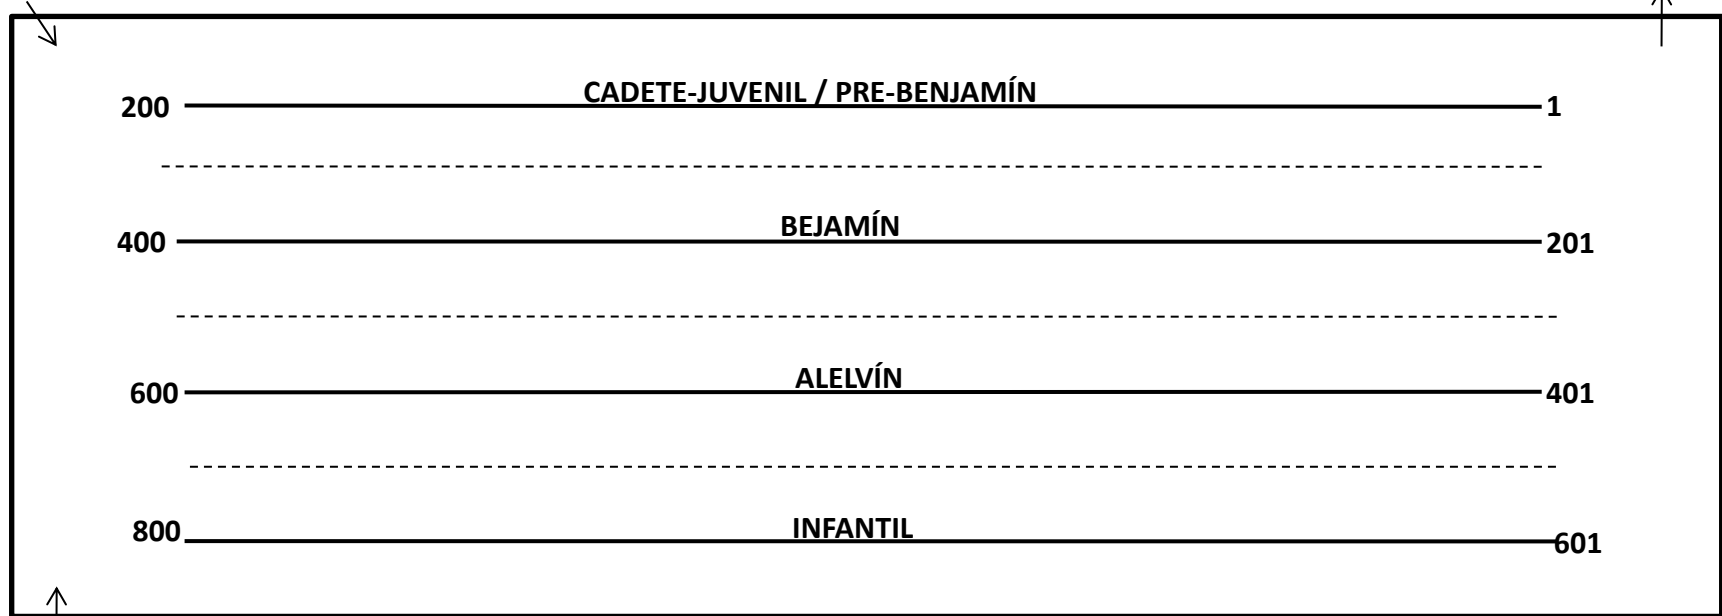 CADETE-JUVENIL / PRE-BENJAMÍN
200 1
BEJAMÍN
400 201
ALELVÍN
600 401
INFANTIL
800 601